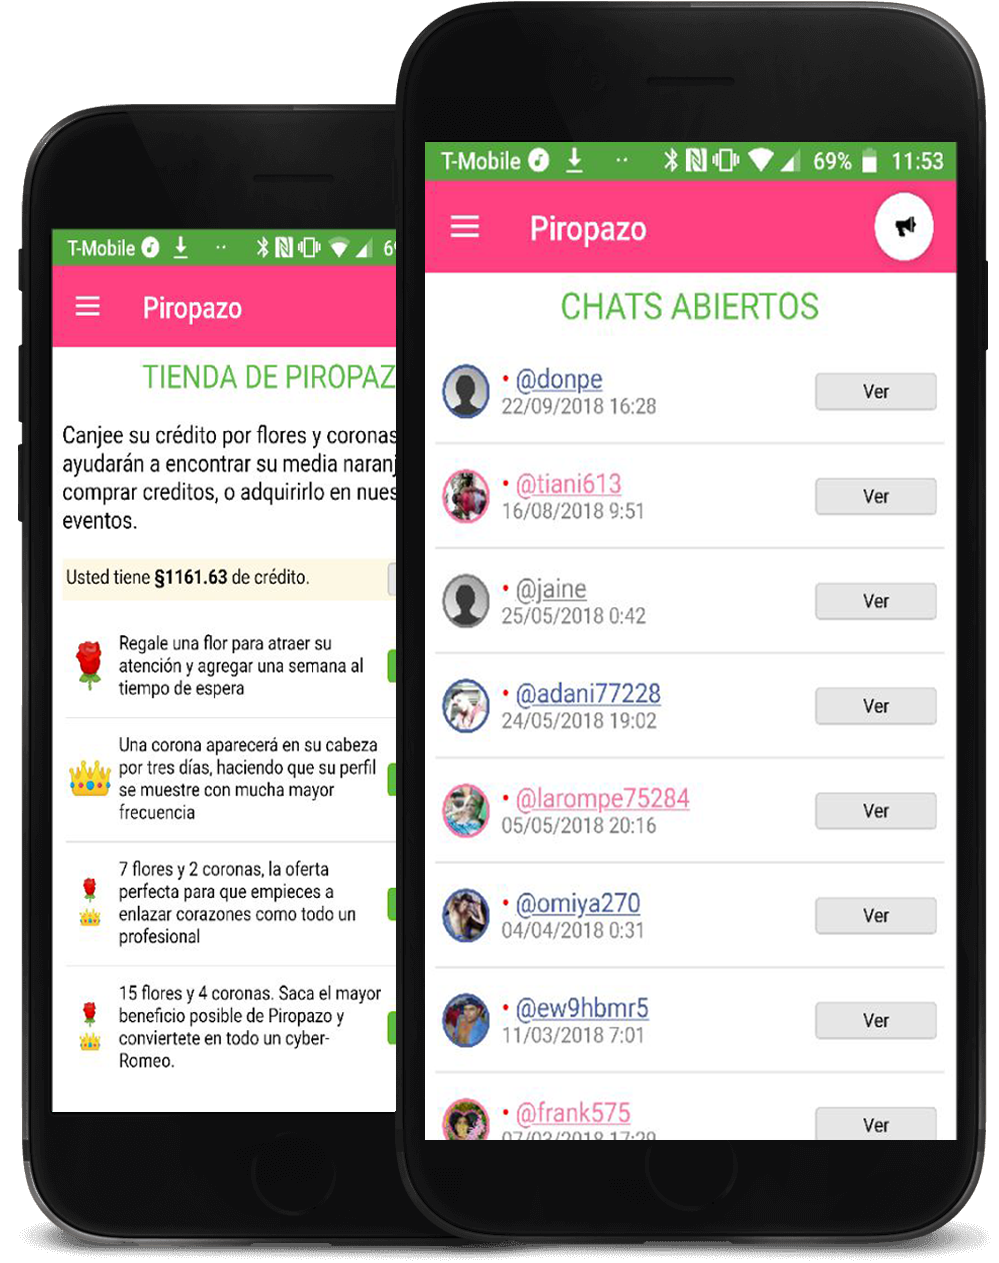 T-Mobile
Piropazo
TIENDA DE PIROPAZ
Canjee su crédito por flores y coronas
ayudarán a encontrar su media naranj
comprar creditos, o adquirirlo en nues
eventos.
Usted tiene §1161.63 de crédito.
Regale una flor para atraer su
atención y agregar una semana al
tiempo de espera
Una corona aparecerá en su cabeza
por tres días, haciendo que su perfil
se muestre con mucha mayor
frecuencia
7 flores y 2 coronas, la oferta
perfecta para que empieces a
enlazar corazones como todo un
profesional
15 flores y 4 coronas. Saca el mayor
beneficio posible de Piropazo y
conviertete en todo un cyber-
Romeo.
T-Mobile 69% 11:53
Piropazo
CHATS ABIERTOS
@donpe
22/09/2018 16:28
Ver
@tiani613
16/08/2018 9:51
Ver
@jaine
25/05/2018 0:42
Ver
@adani77228
24/05/2018 19:02
Ver
@larompe75284
05/05/2018 20:16
Ver
@omiya270
04/04/2018 0:31
Ver
@ew9hbmr5
11/03/2018 7:01
Ver
@frank575
07/03/2018 17:29
Ver